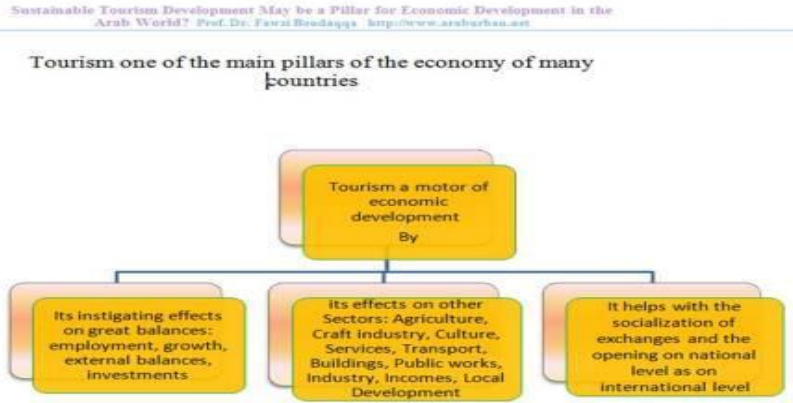 Sustainable Tourism Development May be a Pillar for Economic Development in the
Arab World? Prof. Dr. Fawzi Boudaqqa http://www.araburban.net
Tourism one of the main pillars of the economy of many
countries
Tourism a motor of
economic
development
By
Its instigating effects
on great balances:
employment, growth,
external balances,
investments
its effects on other
Sectors: Agriculture,
Craft industry, Culture,
Services, Transport,
Buildings, Public works,
Industry, Incomes, Local
Development
It helps with the
socialization of
exchanges and the
opening on national
level as on
international level